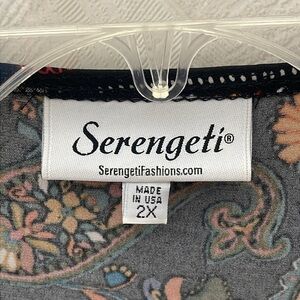 Serengeti®
SerengetiFashions.com
MADE
IN USA
2X